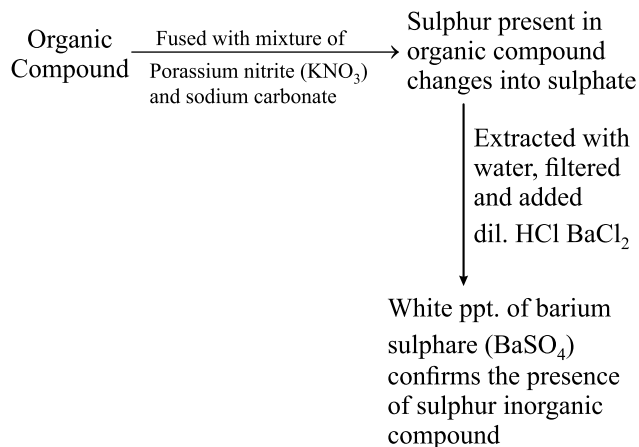 Organic
Compound
Fused with mixture of
Porassium nitrite (KNO₃)
and sodium carbonate
Sulphur present in
organic compound
changes into sulphate
Extracted with
water, filtered
and added
dil. HCl BaCl₂
White ppt. of barium
sulphare (BaSO₄)
confirms the presence
of sulphur inorganic
compound